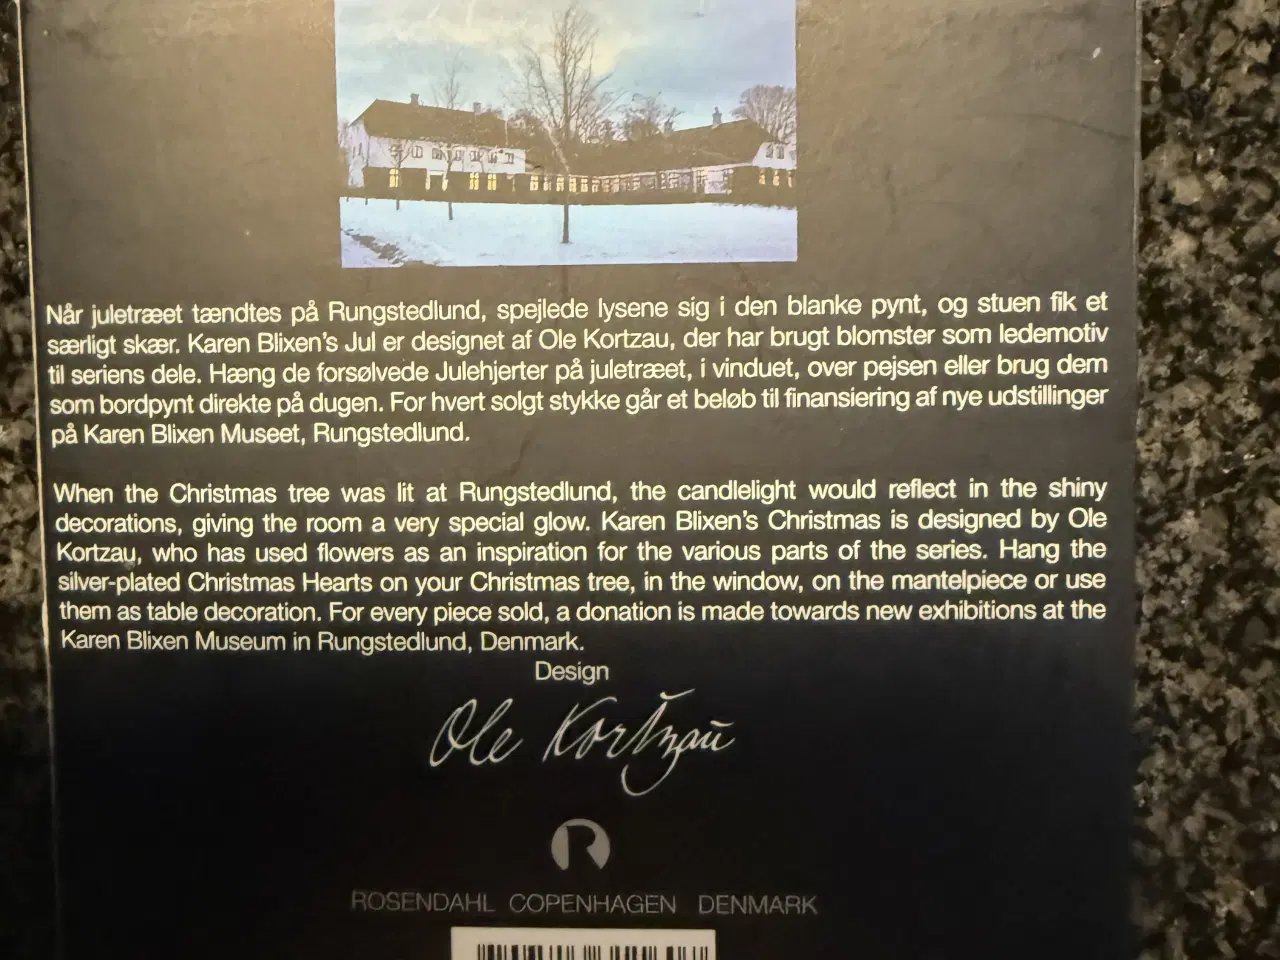 Når juletræet tændtes på Rungstedlund, spejlede lysene sig i den blanke pynt, og stuen fik et
særligt skær. Karen Blixen's Jul er designet af Ole Kortzau, der har brugt blomster som ledemotiv
til seriens dele. Hæng de forsølvede Julehjerter på juletræet, i vinduet, over pejsen eller brug dem
som bordpynt direkte på dugen. For hvert solgt stykke går et beløb til finansiering af nye udstillinger
på Karen Blixen Museet, Rungstedlund.
When the Christmas tree was lit at Rungstedlund, the candlelight would reflect in the shiny
decorations, giving the room a very special glow. Karen Blixen's Christmas is designed by Ole
Kortzau, who has used flowers as an inspiration for the various parts of the series. Hang the
silver-plated Christmas Hearts on your Christmas tree, in the window, on the mantelpiece or use
them as table decoration. For every piece sold, a donation is made towards new exhibitions at the
Karen Blixen Museum in Rungstedlund, Denmark.
Design
Ole Kortzau
R
ROSENDAHL COPENHAGEN DENMARK